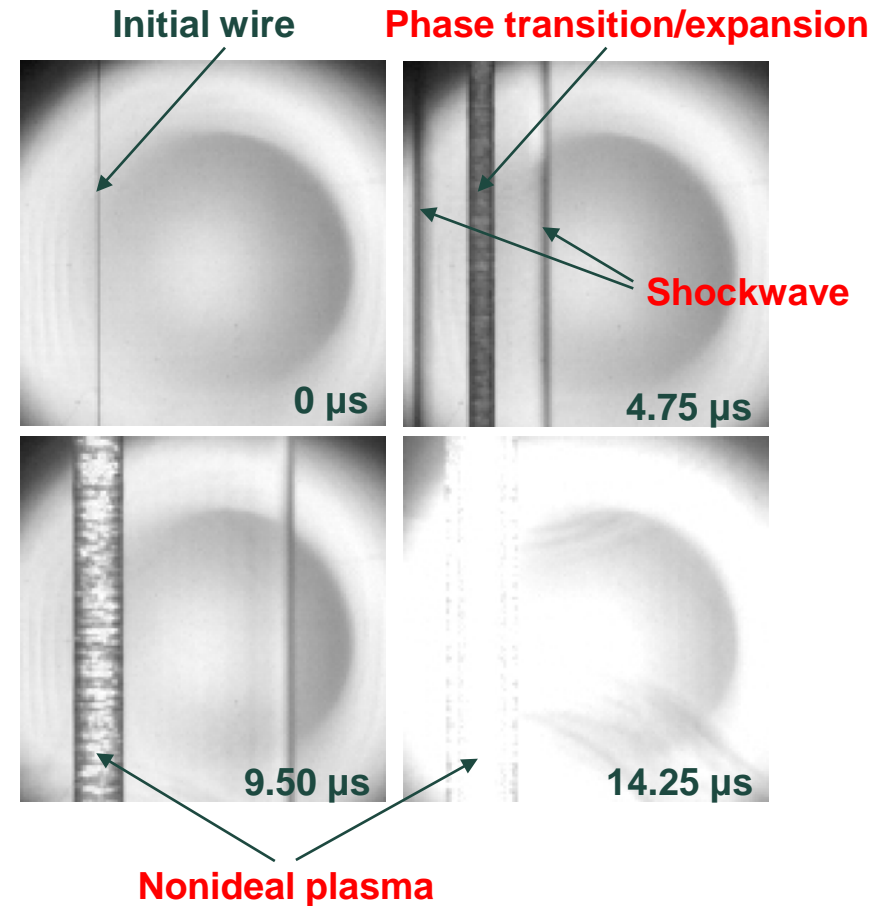 Initial wire
Phase transition/expansion
Shockwave
0 µs
4.75 µs
9.50 µs
14.25 µs
Nonideal plasma